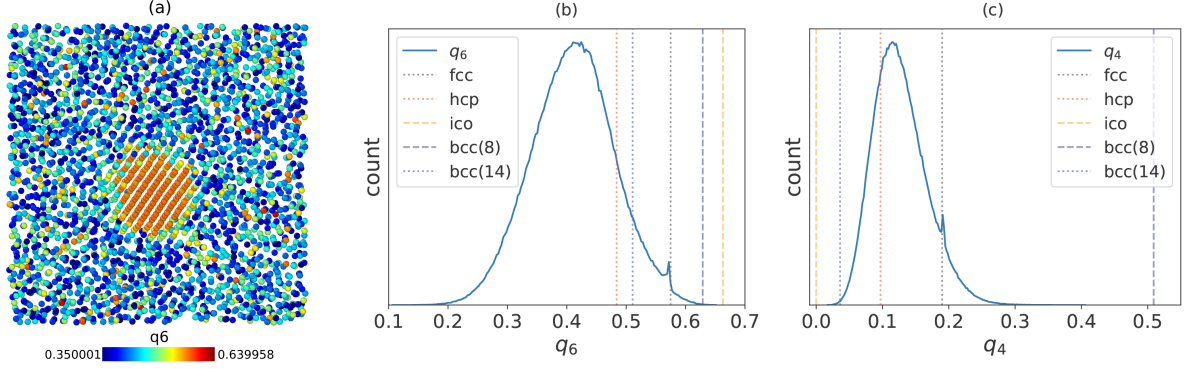 (a)
q6
0.350001
0.639958
(b)
q6
fcc
hcp
ico
bcc(8)
bcc(14)
count
0.1 0.2 0.3 0.4 0.5 0.6 0.7
q6
(c)
q4
fcc
hcp
ico
bcc(8)
bcc(14)
count
0.0 0.1 0.2 0.3 0.4 0.5
q4